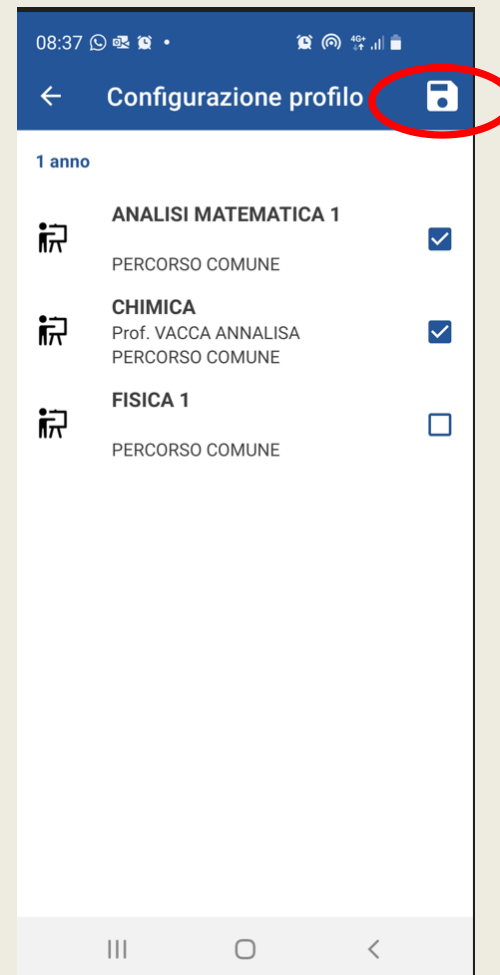 08:37
4G+
Configurazione profilo
1 anno
ANALISI MATEMATICA 1
PERCORSO COMUNE
CHIMICA
Prof. VACCA ANNALISA
PERCORSO COMUNE
FISICA 1
PERCORSO COMUNE